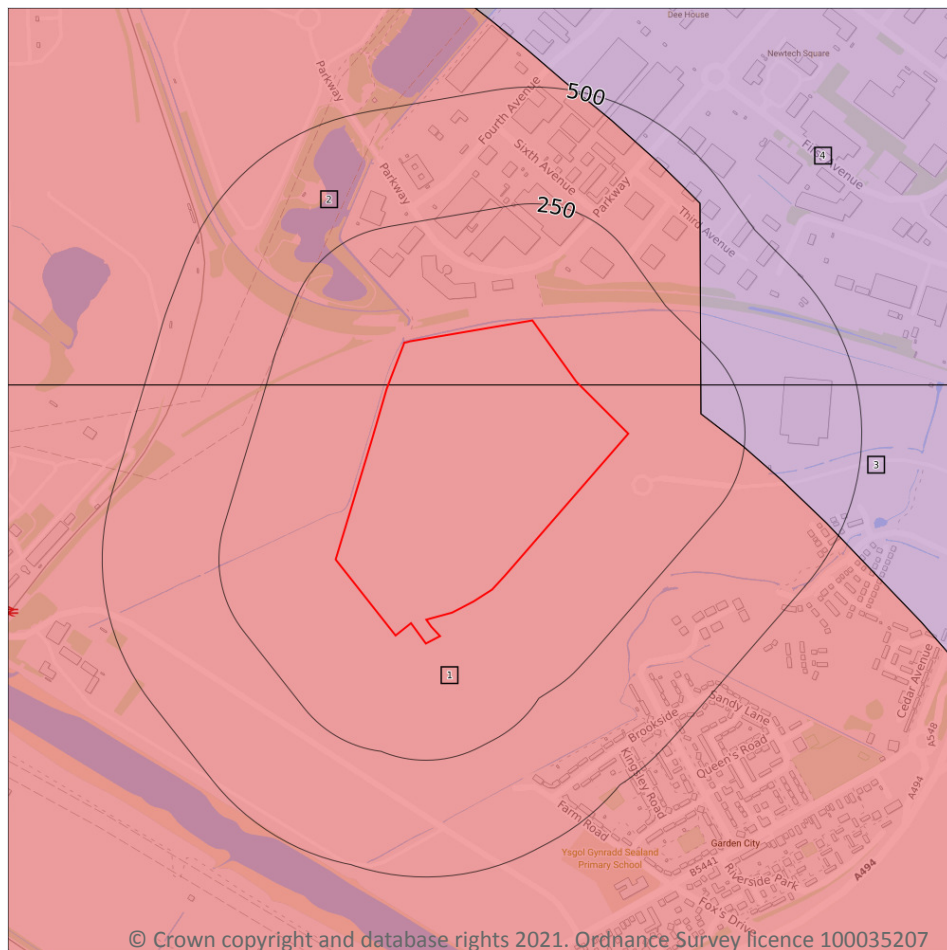 Dee House
Newtech Square
Parkway
500
Fourth Avenue
First Avenue
4
Sixth Avenue
Parkway
2
Parkway
250
Third Avenue
3
1
Cedar Avenue
Sandy Lane
A548
Brookside
Queen's Road
Kingsley Road
A494
Farm Road
Garden City
Ysgol Gynradd Sealand
Primary School
B5441
Riverside Park
A494
Fox's Drive
© Crown copyright and database rights 2021. Ordnance Survey licence 100035207